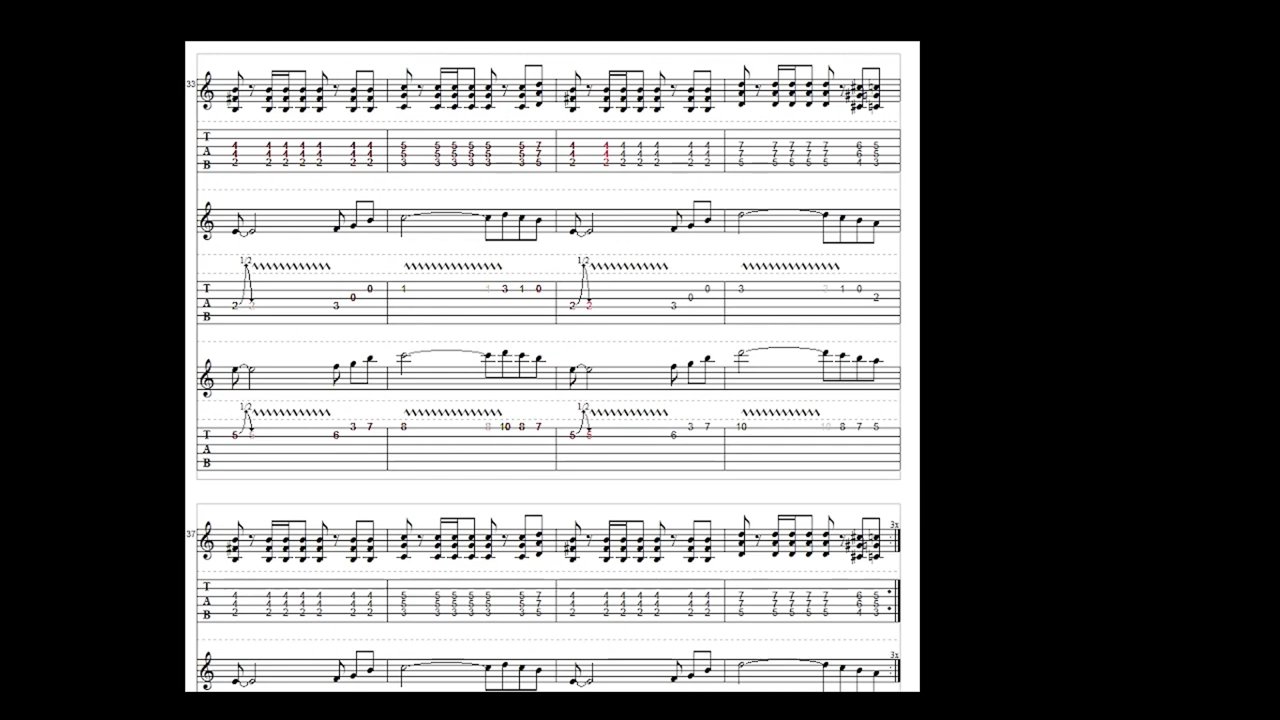 33
T
A
B
4 4 4 4 4 4 4 5 5 5 5 5 5 7 4 4 4 4 4 4 4 7 7 7 7 7 6 5
4 4 4 4 4 4 4 5 5 5 5 5 5 7 4 4 4 4 4 4 4 7 7 7 7 7 6 5
2 2 2 2 2 2 2 3 3 3 3 3 3 5 2 2 2 2 2 2 2 5 5 5 5 5 4 3
1/2 1/2
T
A
B
0 1 1 3 1 0 0 3 3 1 0
0 0 2
2 2 3 2 2 3
1/2 1/2
3 7 8 8 10 8 7 3 7 10 10 8 7 5
5 5 6 5 5 6
T
A
B
37
3x
T
A
B
4 4 4 4 4 4 4 5 5 5 5 5 5 7 4 4 4 4 4 4 4 7 7 7 7 7 6 5
4 4 4 4 4 4 4 5 5 5 5 5 5 7 4 4 4 4 4 4 4 7 7 7 7 7 6 5
2 2 2 2 2 2 2 3 3 3 3 3 3 5 2 2 2 2 2 2 2 5 5 5 5 5 4 3
3x